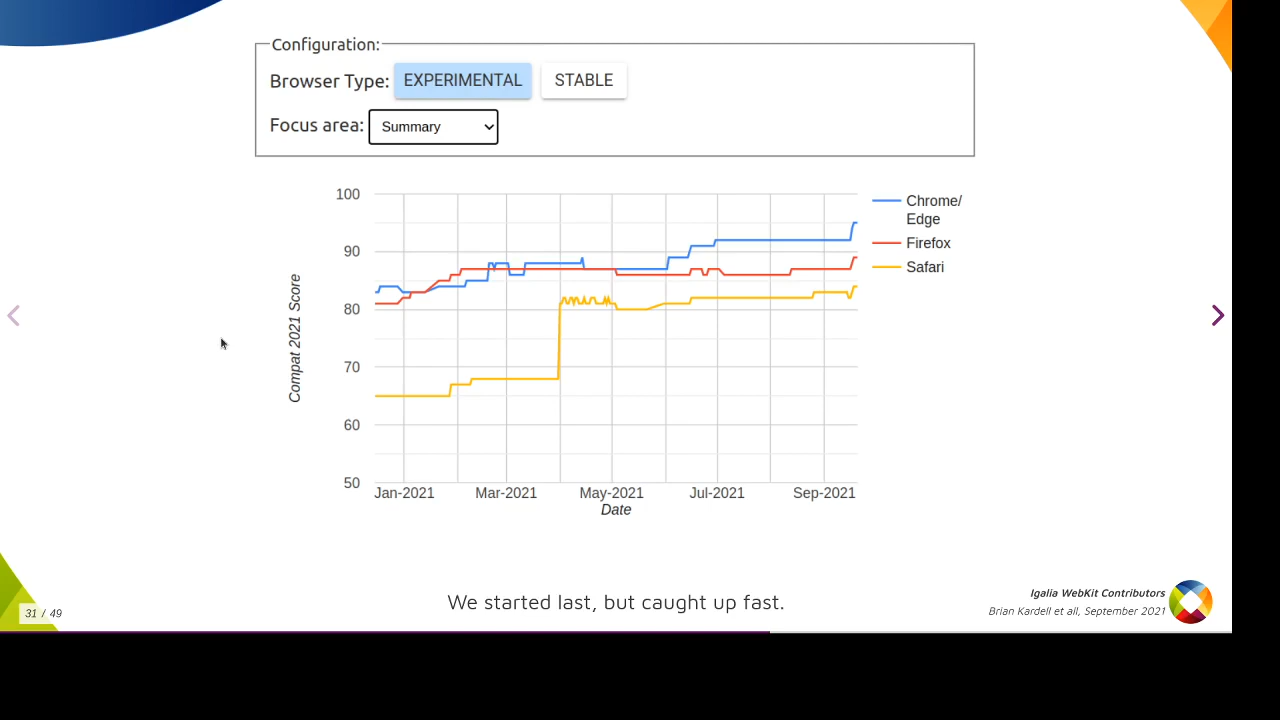 Configuration:
Browser Type: EXPERIMENTAL STABLE
Focus area: Summary
100
90
80
70
60
50
Compat 2021 Score
Jan-2021 Mar-2021 May-2021 Jul-2021 Sep-2021
Date
Chrome/
Edge
Firefox
Safari
We started last, but caught up fast.
31 / 49
Igalia WebKit Contributors
Brian Kardell et all, September 2021